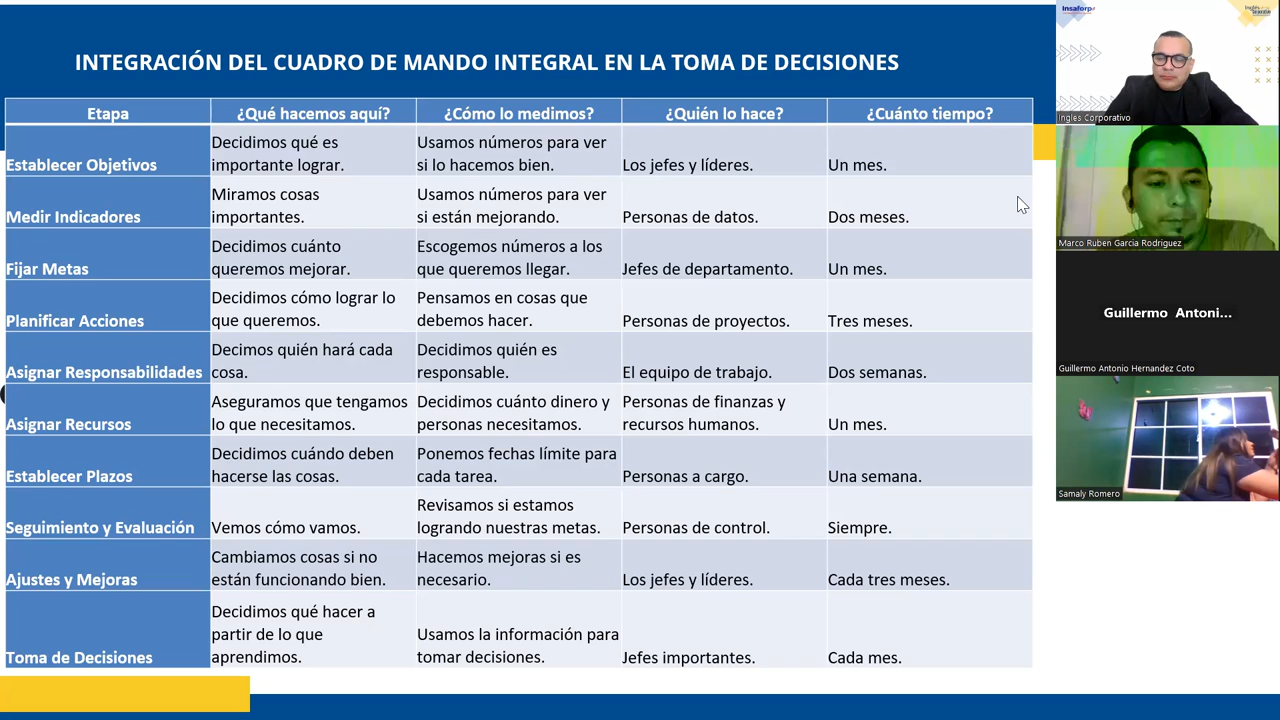 INTEGRACIÓN DEL CUADRO DE MANDO INTEGRAL EN LA TOMA DE DECISIONES
Etapa ¿Qué hacemos aquí? ¿Cómo lo medimos? ¿Quién lo hace? ¿Cuánto tiempo?
Decidimos qué es Usamos números para ver
Establecer Objetivos importante lograr. si lo hacemos bien. Los jefes y líderes. Un mes.
Miramos cosas Usamos números para ver
Medir Indicadores importantes. si están mejorando. Personas de datos. Dos meses.
Decidimos cuánto Escogemos números a los
Fijar Metas queremos mejorar. que queremos llegar. Jefes de departamento. Un mes.
Decidimos cómo lograr lo Pensamos en cosas que
Planificar Acciones que queremos. debemos hacer. Personas de proyectos. Tres meses.
Decimos quién hará cada Decidimos quién es
Asignar Responsabilidades cosa. responsable. El equipo de trabajo. Dos semanas.
Aseguramos que tengamos Decidimos cuánto dinero y Personas de finanzas y
Asignar Recursos lo que necesitamos. personas necesitamos. recursos humanos. Un mes.
Decidimos cuándo deben Ponemos fechas límite para
Establecer Plazos hacerse las cosas. cada tarea. Personas a cargo. Una semana.
Revisamos si estamos
Seguimiento y Evaluación Vemos cómo vamos. logrando nuestras metas. Personas de control. Siempre.
Cambiamos cosas si no Hacemos mejoras si es
Ajustes y Mejoras están funcionando bien. necesario. Los jefes y líderes. Cada tres meses.
Decidimos qué hacer a
partir de lo que Usamos la información para
Toma de Decisiones aprendimos. tomar decisiones. Jefes importantes. Cada mes.
Insaforp
Ingles Corporativo
Marco Ruben Garcia Rodriguez
Guillermo Antoni...
Guillermo Antonio Hernandez Coto
Samaly Romero